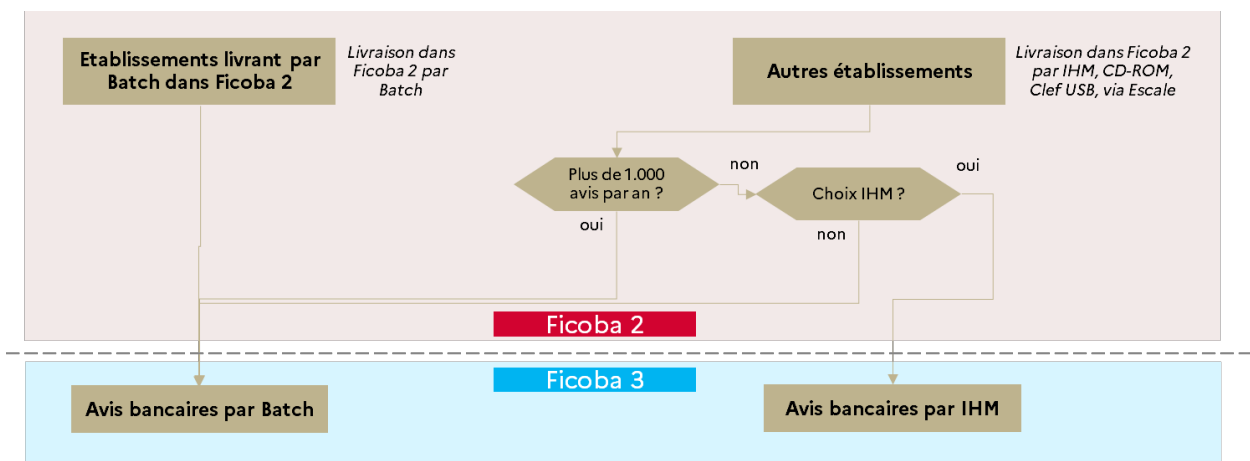 Etablissements livrant par
Batch dans Ficoba 2
Livraison dans
Ficoba 2 par
Batch
Autres établissements
Livraison dans Ficoba 2
par IHM, CD-ROM,
Clef USB, via Escale
Plus de 1.000
avis par an ?
non
oui
Choix IHM ?
oui
non
Ficoba 2
Ficoba 3
Avis bancaires par Batch
Avis bancaires par IHM